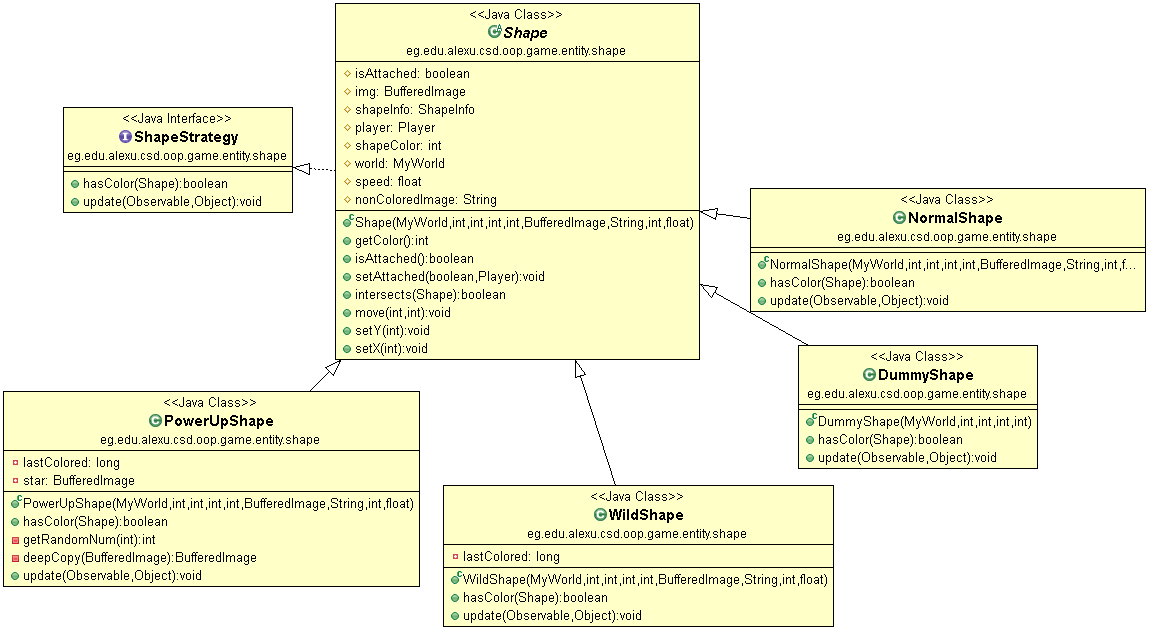 <<Java Class>>
Shape
eg.edu.alexu.csd.oop.game.entity.shape
isAttached: boolean
img: BufferedImage
shapeInfo: ShapeInfo
player: Player
shapeColor: int
world: MyWorld
speed: float
nonColoredImage: String
Shape(MyWorld,int,int,int,int,BufferedImage,String,int,float)
getColor():int
isAttached():boolean
setAttached(boolean,Player):void
intersects(Shape):boolean
move(int,int):void
setY(int):void
setX(int):void
<<Java Interface>>
ShapeStrategy
eg.edu.alexu.csd.oop.game.entity.shape
hasColor(Shape):boolean
update(Observable,Object):void
<<Java Class>>
NormalShape
eg.edu.alexu.csd.oop.game.entity.shape
NormalShape(MyWorld,int,int,int,int,BufferedImage,String,int,f...
hasColor(Shape):boolean
update(Observable,Object):void
<<Java Class>>
DummyShape
eg.edu.alexu.csd.oop.game.entity.shape
DummyShape(MyWorld,int,int,int,int)
hasColor(Shape):boolean
update(Observable,Object):void
<<Java Class>>
PowerUpShape
eg.edu.alexu.csd.oop.game.entity.shape
lastColored: long
star: BufferedImage
PowerUpShape(MyWorld,int,int,int,int,BufferedImage,String,int,float)
hasColor(Shape):boolean
getRandomNum(int):int
deepCopy(BufferedImage):BufferedImage
update(Observable,Object):void
<<Java Class>>
WildShape
eg.edu.alexu.csd.oop.game.entity.shape
lastColored: long
WildShape(MyWorld,int,int,int,int,BufferedImage,String,int,float)
hasColor(Shape):boolean
update(Observable,Object):void